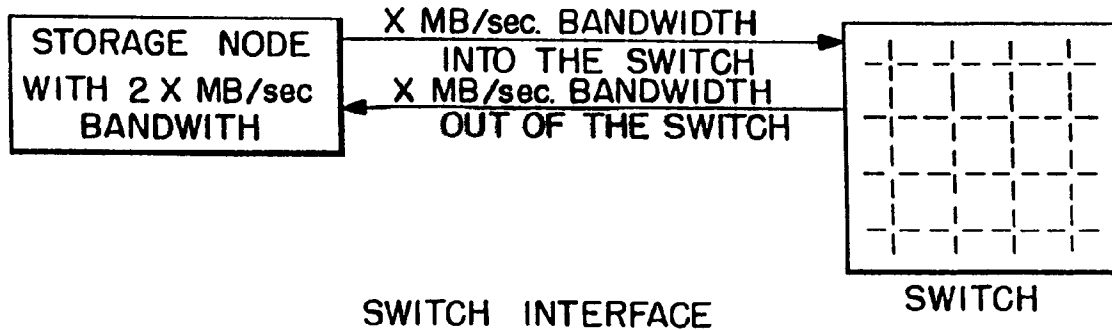 STORAGE NODE
WITH 2 X MB/sec
BANDWITH
X MB/sec. BANDWIDTH
INTO THE SWITCH
X MB/sec. BANDWIDTH
OUT OF THE SWITCH
SWITCH
SWITCH INTERFACE